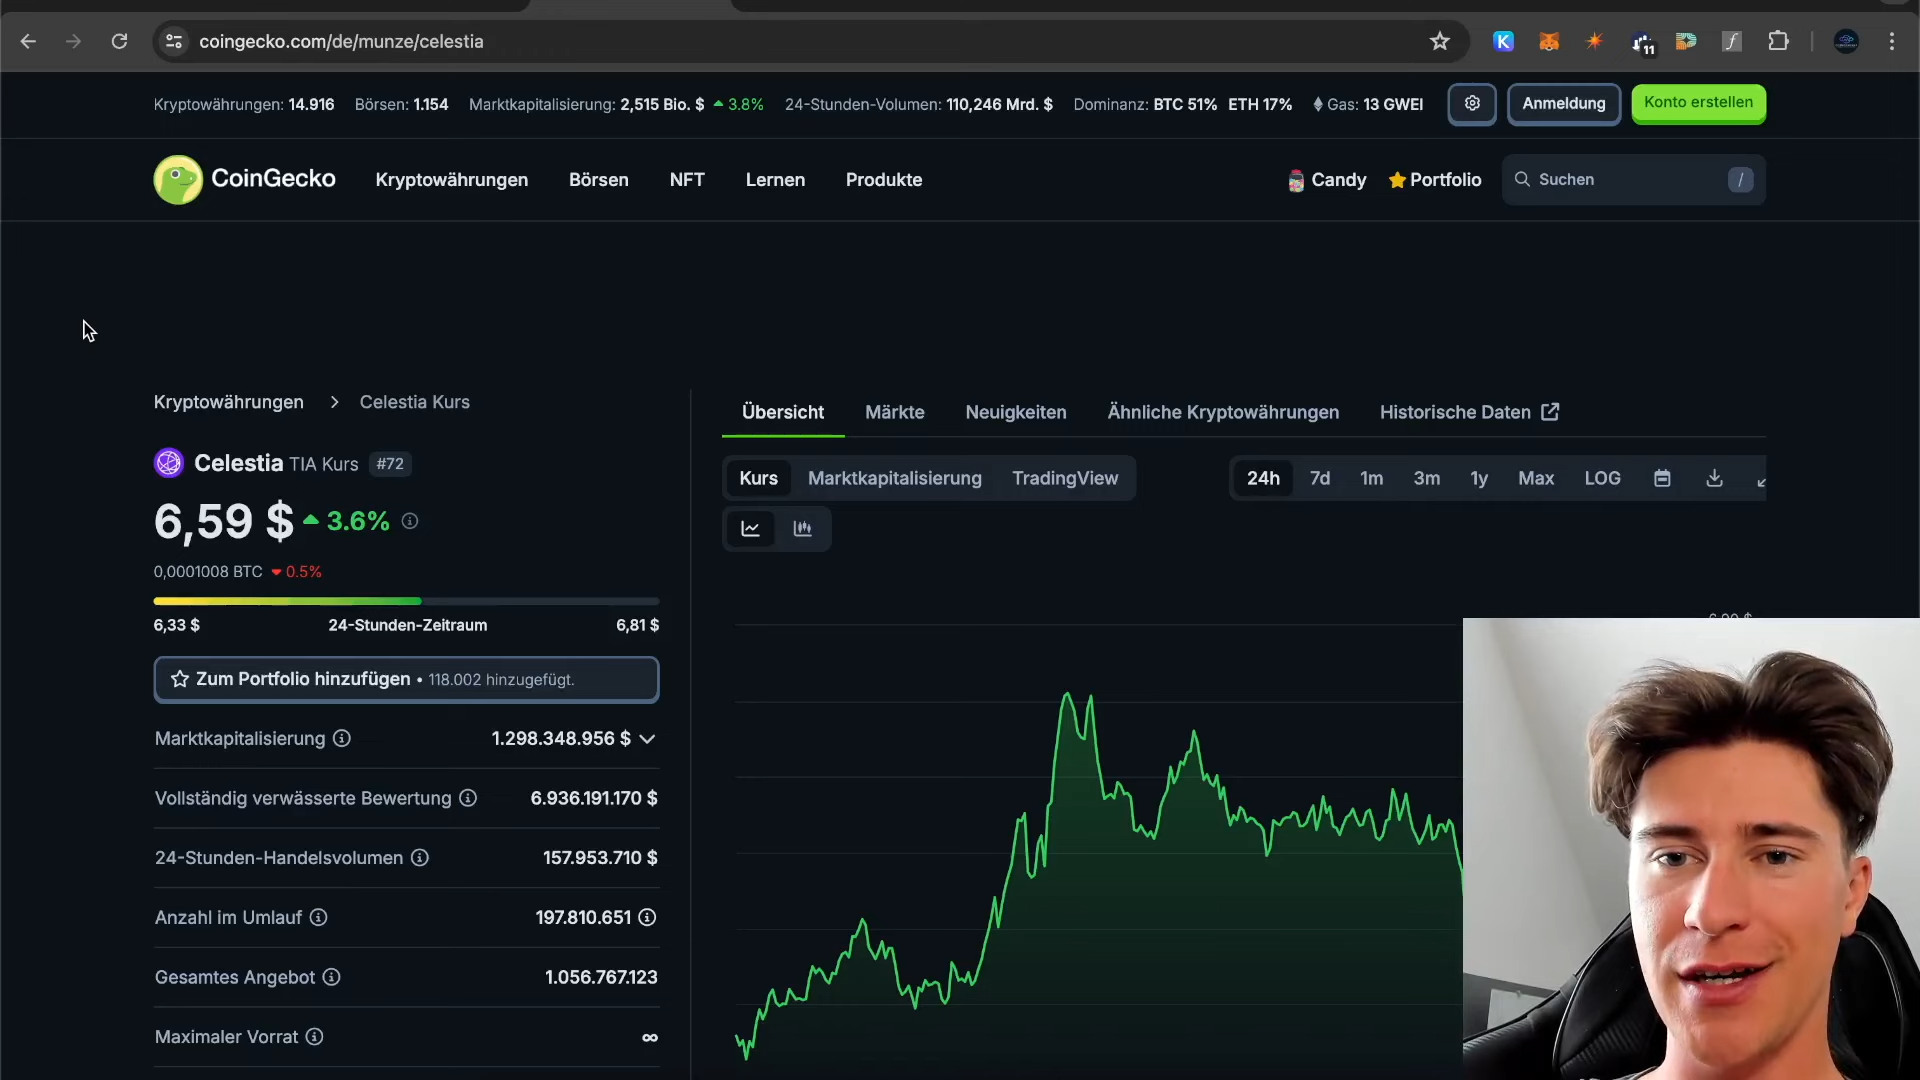 coingecko.com/de/munze/celestia
11
Kryptowährungen: 14.916 Börsen: 1.154 Marktkapitalisierung: 2,515 Bio. $ 3.8% 24-Stunden-Volumen: 110,246 Mrd. $ Dominanz: BTC 51% ETH 17% Gas: 13 GWEI Anmeldung Konto erstellen
CoinGecko Kryptowährungen Börsen NFT Lernen Produkte Candy Portfolio Suchen /
Kryptowährungen > Celestia Kurs
Celestia TIA Kurs #72
6,59 $ 3.6%
0,0001008 BTC 0.5%
6,33 $ 24-Stunden-Zeitraum 6,81 $
Zum Portfolio hinzufügen • 118.002 hinzugefügt.
Marktkapitalisierung 1.298.348.956 $
Vollständig verwässerte Bewertung 6.936.191.170 $
24-Stunden-Handelsvolumen 157.953.710 $
Anzahl im Umlauf 197.810.651
Gesamtes Angebot 1.056.767.123
Maximaler Vorrat ∞
Übersicht Märkte Neuigkeiten Ähnliche Kryptowährungen Historische Daten
Kurs Marktkapitalisierung TradingView 24h 7d 1m 3m 1y Max LOG